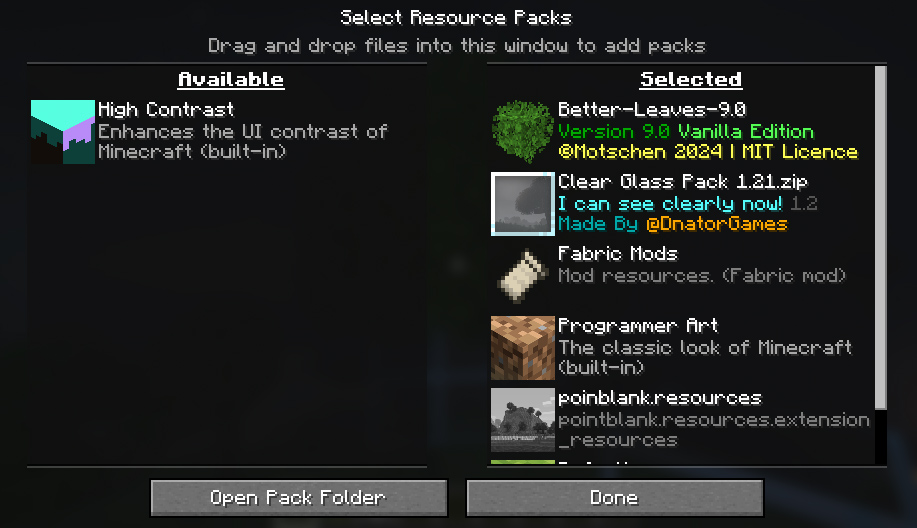 Select Resource Packs
Drag and drop files into this window to add packs
Available
High Contrast
Enhances the UI contrast of
Minecraft (built-in)
Selected
Better-Leaves-9.0
Version 9.0 Vanilla Edition
©Motschen 2024 | MIT Licence
Clear Glass Pack 1.21.zip
I can see clearly now! 1.2
Made By @DnatorGames
Fabric Mods
Mod resources. (Fabric mod)
Programmer Art
The classic look of Minecraft
(built-in)
poinblank.resources
pointblank.resources.extension
_resources
Open Pack Folder
Done